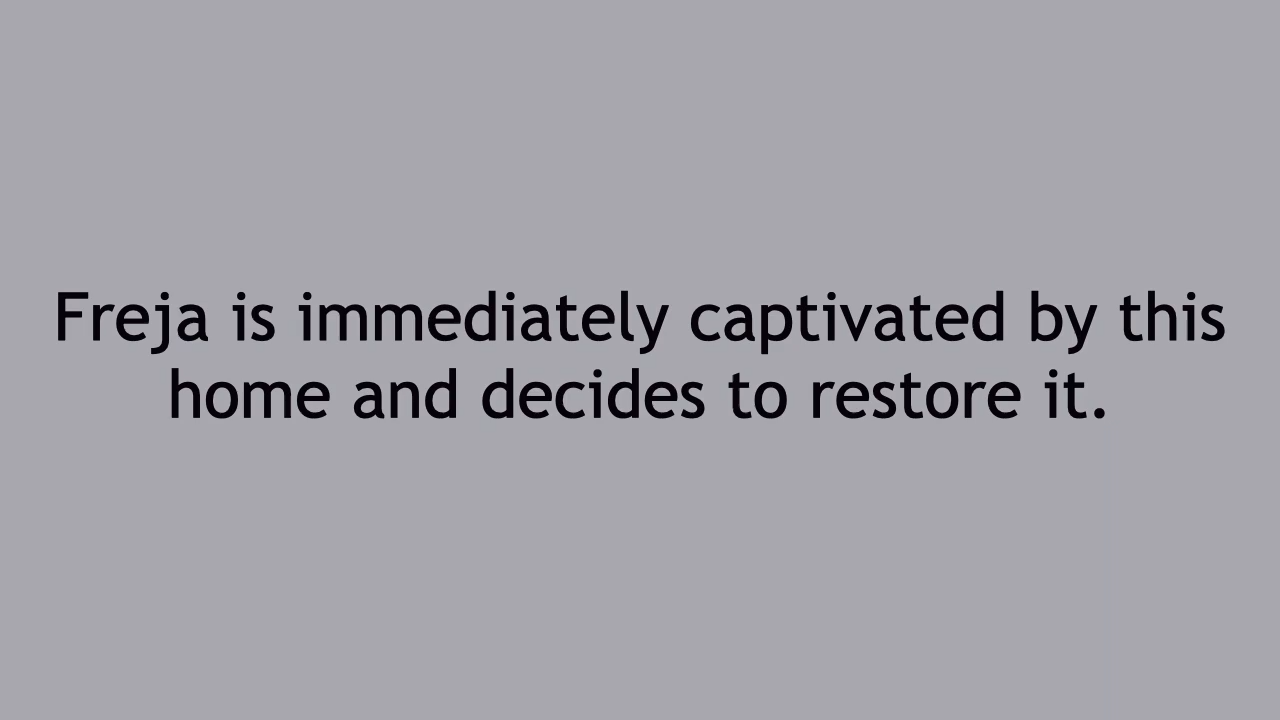 Freja is immediately captivated by this
home and decides to restore it.